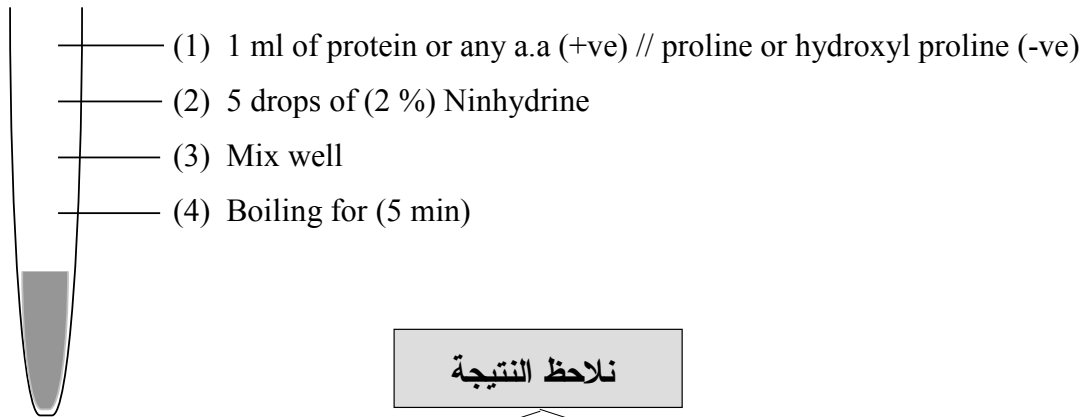 (1) 1 ml of protein or any a.a (+ve) // proline or hydroxyl proline (-ve)
(2) 5 drops of (2 %) Ninhydrine
(3) Mix well
(4) Boiling for (5 min)
نلاحظ النتيجة